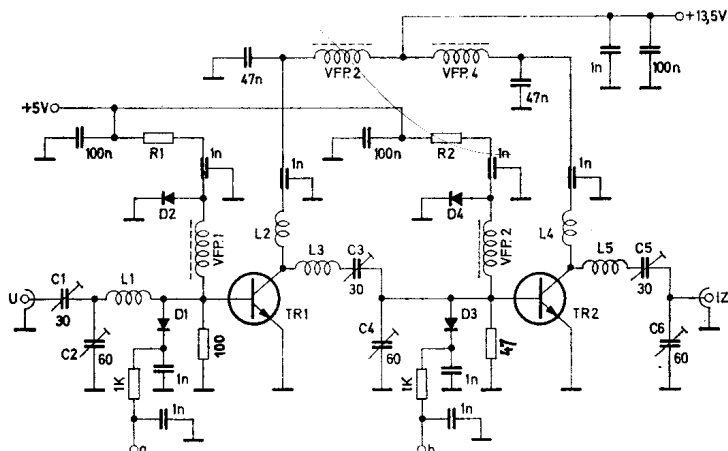 +13,5V
47n
VFP.2
VFP.4
47n
1n
100n
+5V
100n
R1
1n
1n
100n
R2
1n
1n
D2
VFP.1
L2
L3
C3
30
D4
VFP.2
L4
L5
C5
30
U
C1
30
L1
C2
60
D1
100
TR1
1n
1K
1n
a
C4
60
D3
47
TR2
1n
1K
1n
b
IZ
C6
60